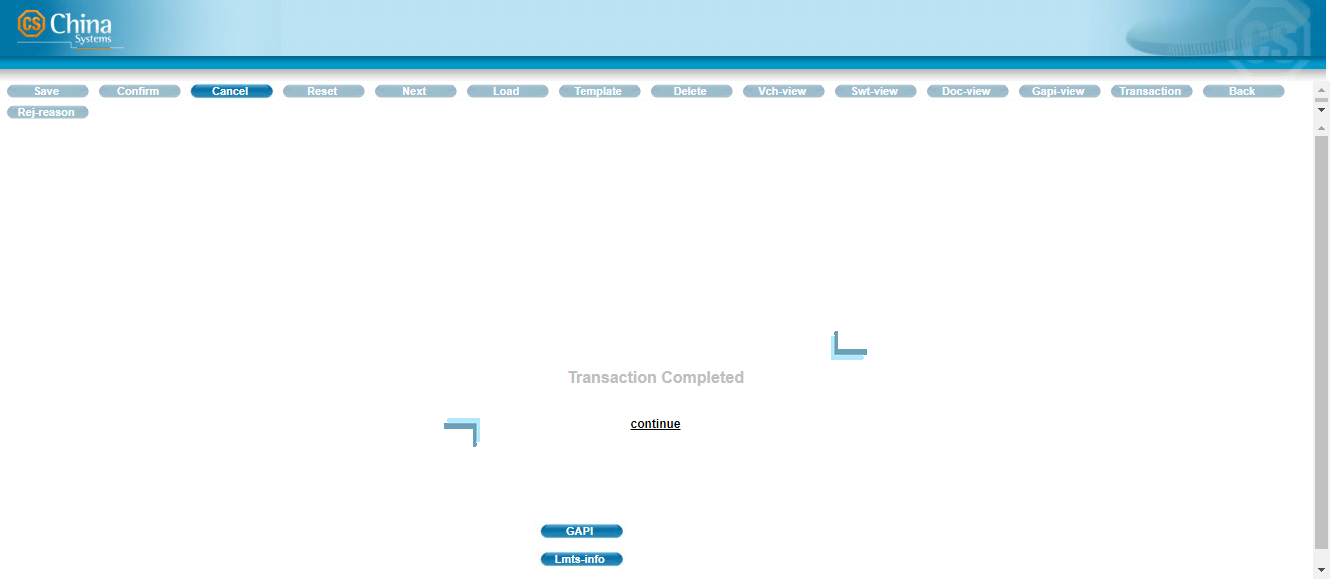 CS China
Systems
CS
Save Confirm Cancel Reset Next Load Template Delete Vch-view Swt-view Doc-view Gapi-view Transaction Back
Rej-reason
Transaction Completed
continue
GAPI
Lmts-info